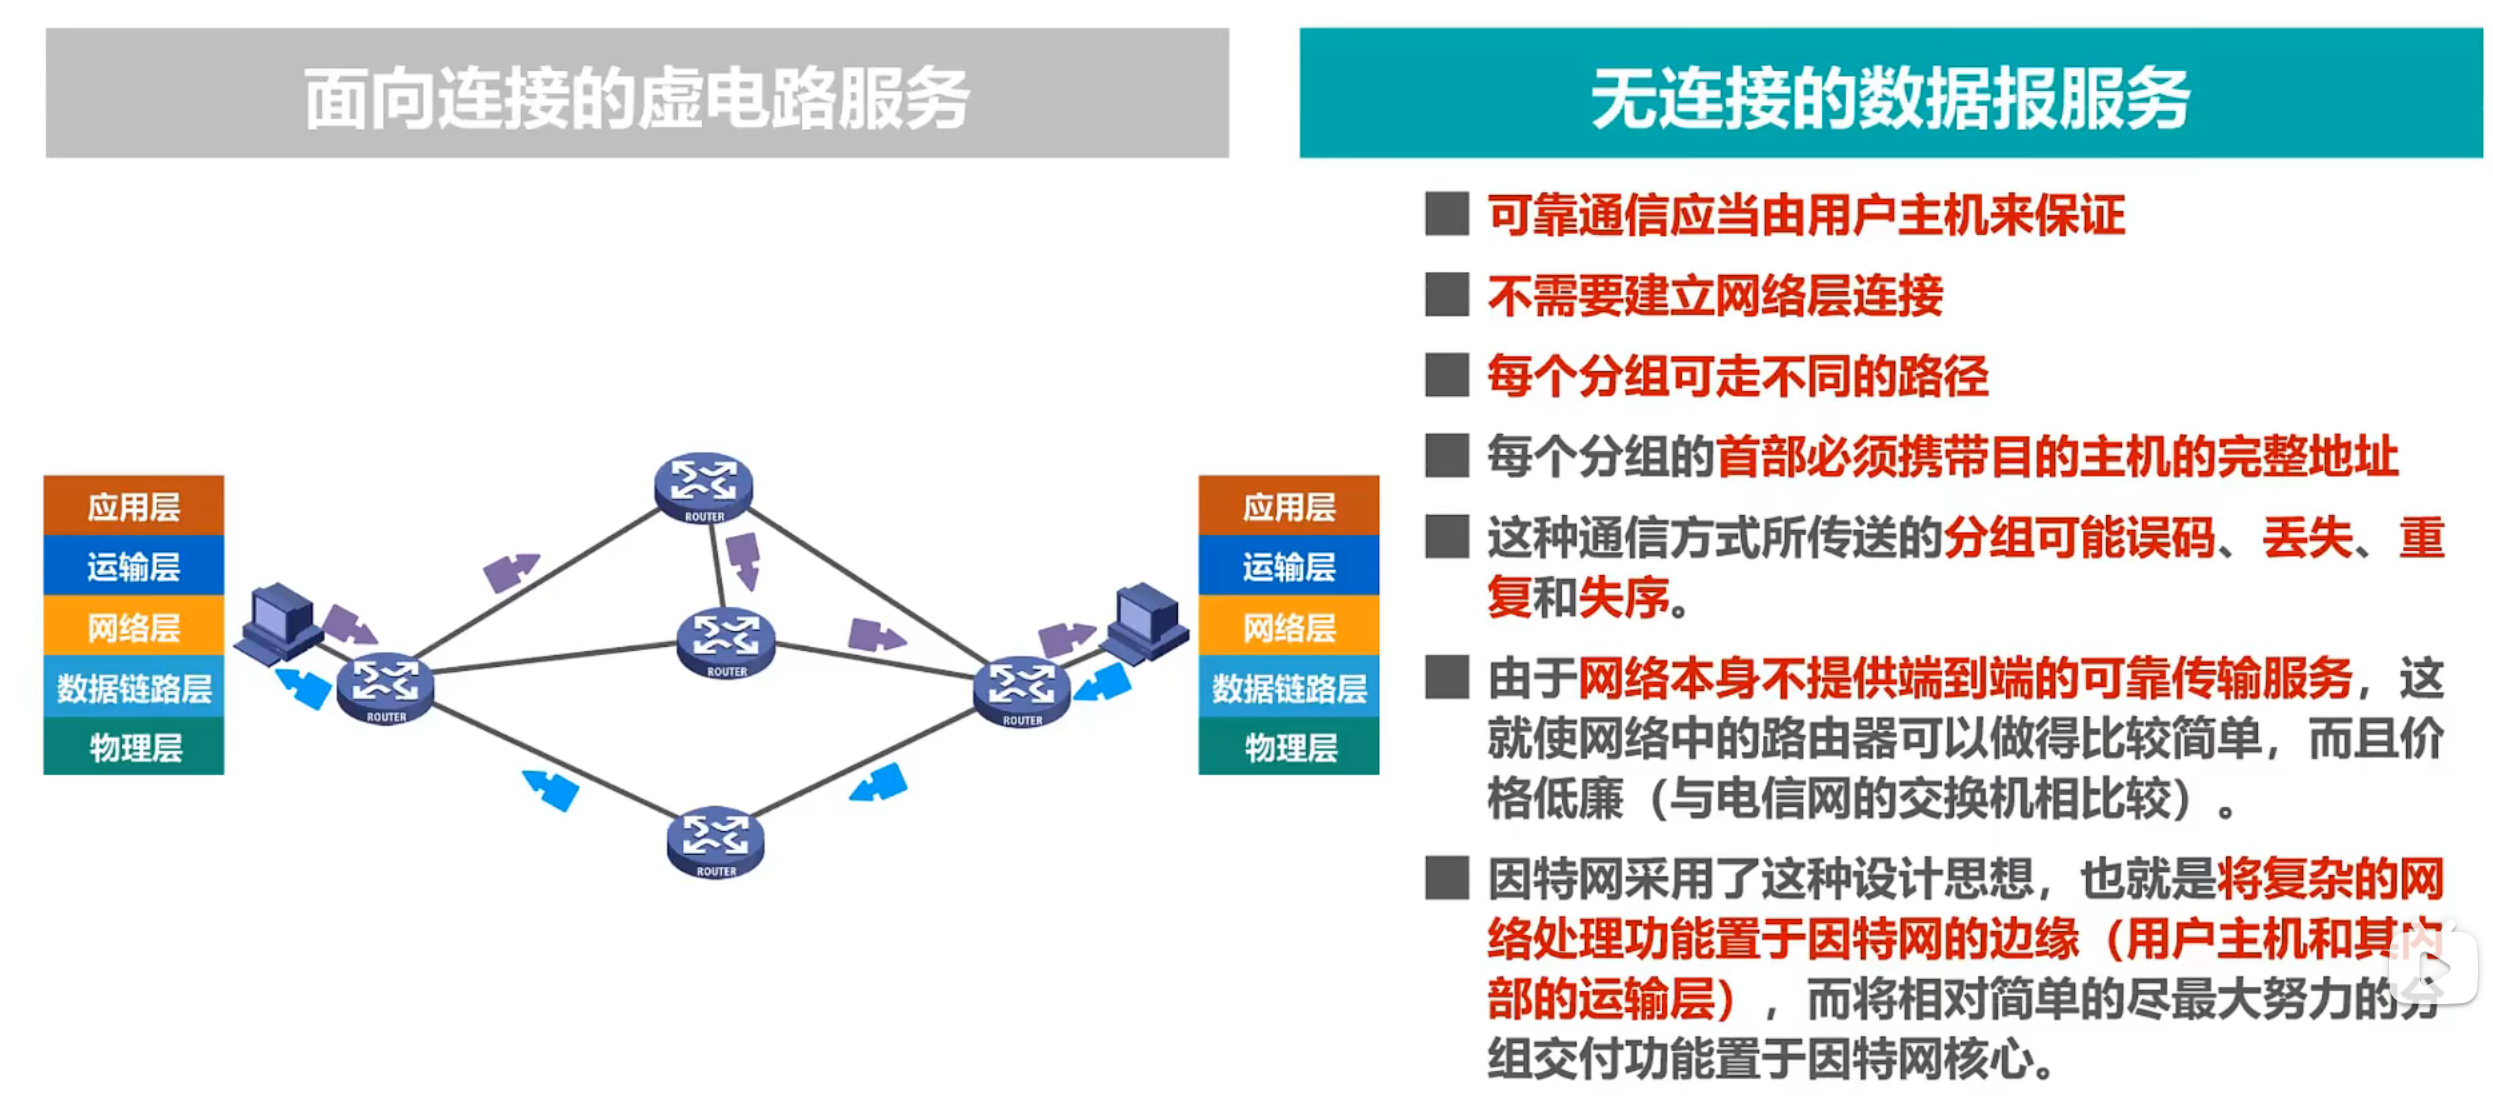 面向连接的虚电路服务
无连接的数据报服务
应用层
运输层
网络层
数据链路层
物理层
ROUTER
ROUTER
ROUTER
ROUTER
ROUTER
应用层
运输层
网络层
数据链路层
物理层
可靠通信应当由用户主机来保证
不需要建立网络层连接
每个分组可走不同的路径
每个分组的首部必须携带目的主机的完整地址
这种通信方式所传送的分组可能误码、丢失、重
复和失序。
由于网络本身不提供端到端的可靠传输服务，这
就使网络中的路由器可以做得比较简单，而且价
格低廉（与电信网的交换机相比较）。
因特网采用了这种设计思想，也就是将复杂的网
络处理功能置于因特网的边缘（用户主机和其内
部的运输层），而将相对简单的尽最大努力的分
组交付功能置于因特网核心。